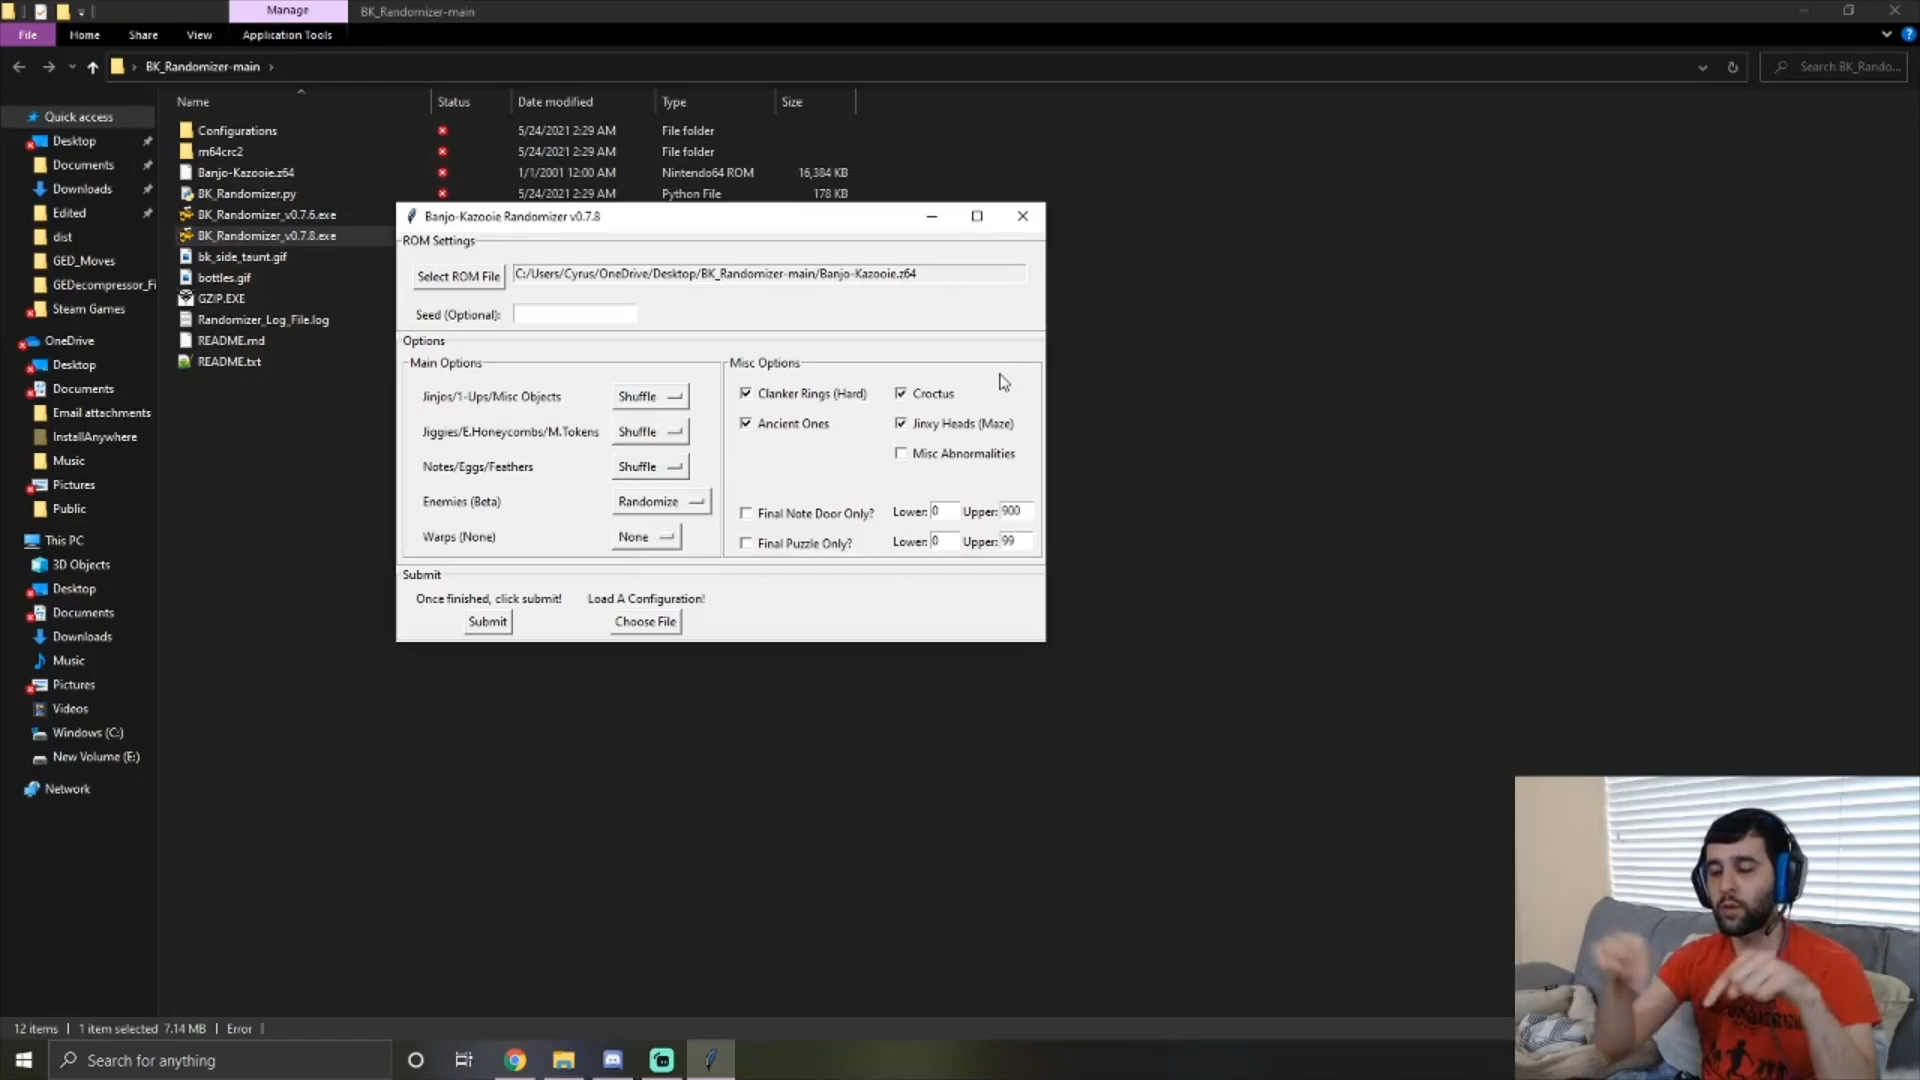 Manage
BK_Randomizer-main
File
Home
Share
View
Application Tools
BK_Randomizer-main
Search BK_Rando...
Name
Status
Date modified
Type
Size
Quick access
Desktop
Documents
Downloads
Edited
dist
GED_Moves
GEDecompressor_Fi
Steam Games
OneDrive
Desktop
Documents
Email attachments
InstallAnywhere
Music
Pictures
Public
This PC
3D Objects
Desktop
Documents
Downloads
Music
Pictures
Videos
Windows (C:)
New Volume (E:)
Network
Configurations 5/24/2021 2:29 AM File folder
m64crc2 5/24/2021 2:29 AM File folder
Banjo-Kazooie.z64 1/1/2001 12:00 AM Nintendo64 ROM 16,384 KB
BK_Randomizer.py 5/24/2021 2:29 AM Python File 178 KB
BK_Randomizer_v0.7.6.exe
BK_Randomizer_v0.7.8.exe
bk_side_taunt.gif
bottles.gif
GZIP.EXE
Randomizer_Log_File.log
README.md
README.txt
Banjo-Kazooie Randomizer v0.7.8
ROM Settings
Select ROM File C:/Users/Cyrus/OneDrive/Desktop/BK_Randomizer-main/Banjo-Kazooie.z64
Seed (Optional):
Options
Main Options
Jinjos/1-Ups/Misc Objects Shuffle
Jiggies/E.Honeycombs/M.Tokens Shuffle
Notes/Eggs/Feathers Shuffle
Enemies (Beta) Randomize
Warps (None) None
Misc Options
Clanker Rings (Hard) Croctus
Ancient Ones Jinxy Heads (Maze)
Misc Abnormalities
Final Note Door Only? Lower: 0 Upper: 900
Final Puzzle Only? Lower: 0 Upper: 99
Submit
Once finished, click submit! Load A Configuration!
Submit Choose File
12 items 1 item selected 7.14 MB Error
Search for anything